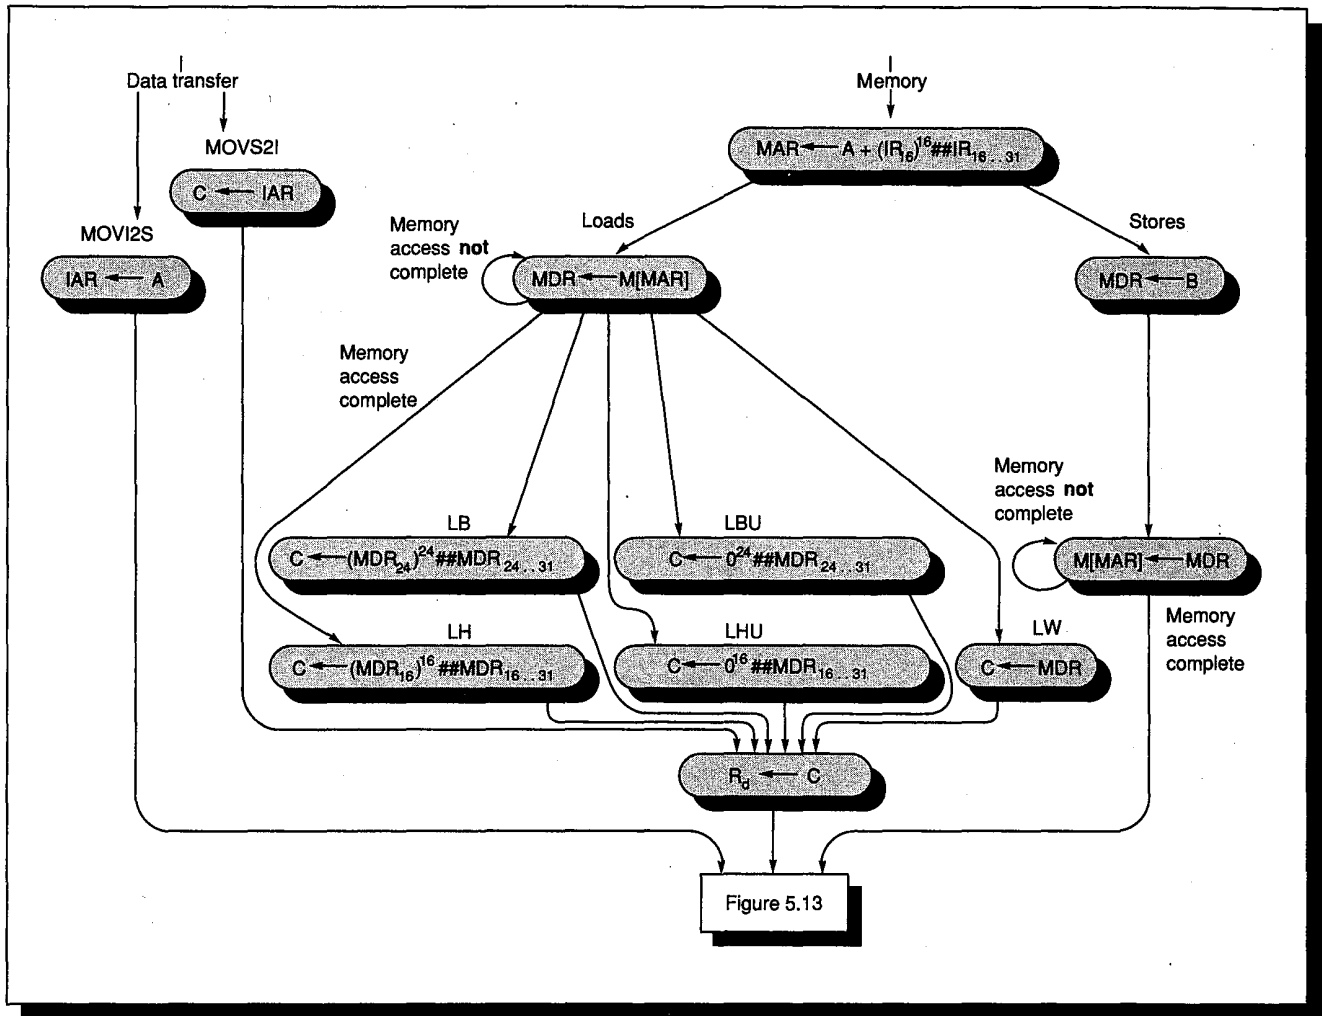 Data transfer
Memory
MOVS2I
MAR ← A + (IR₁₆)¹⁶##IR₁₆..₃₁
C ← IAR
Memory
access not
complete
Loads
Stores
MOVI2S
IAR ← A
MDR ← M[MAR]
MDR ← B
Memory
access
complete
Memory
access not
complete
LB
LBU
C ← (MDR₂₄)²⁴##MDR₂₄..₃₁
C ← 0²⁴##MDR₂₄..₃₁
M[MAR] ← MDR
LH
LHU
LW
Memory
access
complete
C ← (MDR₁₆)¹⁶##MDR₁₆..₃₁
C ← 0¹⁶##MDR₁₆..₃₁
C ← MDR
R_d ← C
Figure 5.13